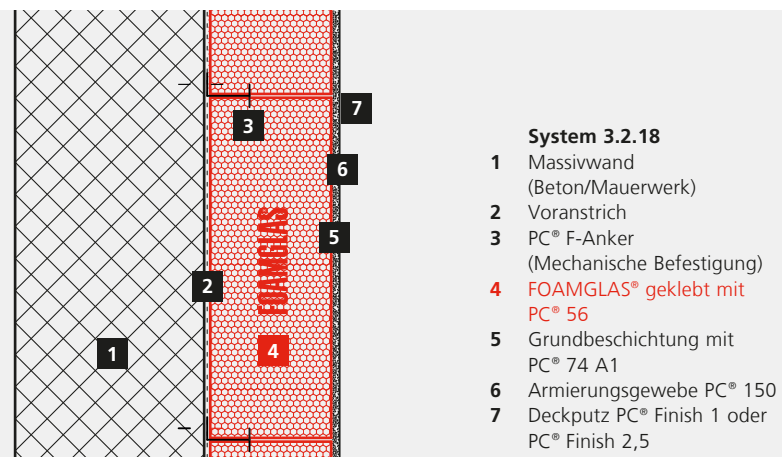 7
3
6
FOAMGLAS
5
2
1
4
System 3.2.18
1 Massivwand
(Beton/Mauerwerk)
2 Voranstrich
3 PC® F-Anker
(Mechanische Befestigung)
4 FOAMGLAS® geklebt mit
PC® 56
5 Grundbeschichtung mit
PC® 74 A1
6 Armierungsgewebe PC® 150
7 Deckputz PC® Finish 1 oder
PC® Finish 2,5